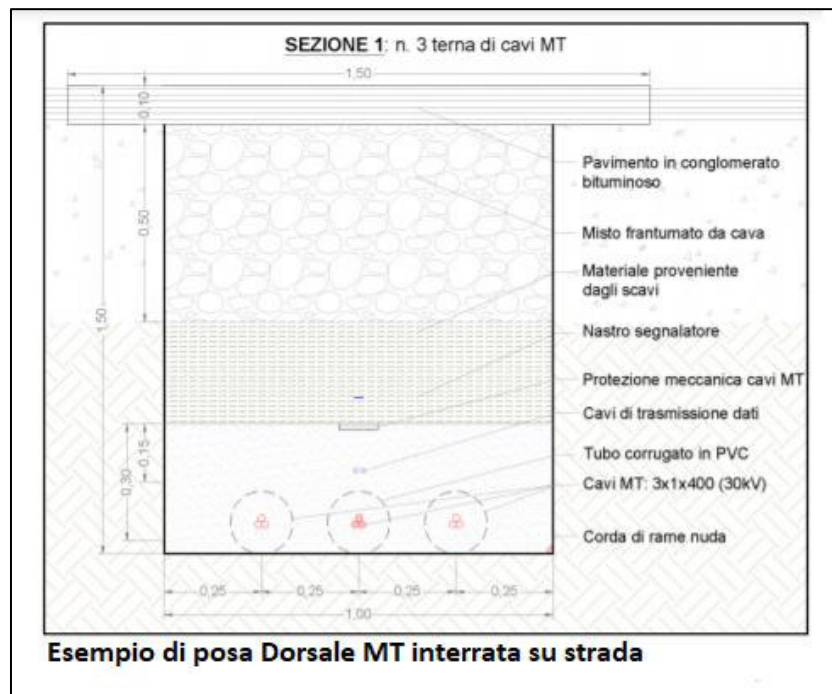 SEZIONE 1: n. 3 terna di cavi MT
1,50
0,10
Pavimento in conglomerato
bituminoso
Misto frantumato da cava
0,50
1,50
Materiale proveniente
dagli scavi
Nastro segnalatore
Protezione meccanica cavi MT
Cavi di trasmissione dati
0,15
0,30
Tubo corrugato in PVC
Cavi MT: 3x1x400 (30kV)
Corda di rame nuda
0,25 0,25 0,25 0,25
1,00
Esempio di posa Dorsale MT interrata su strada